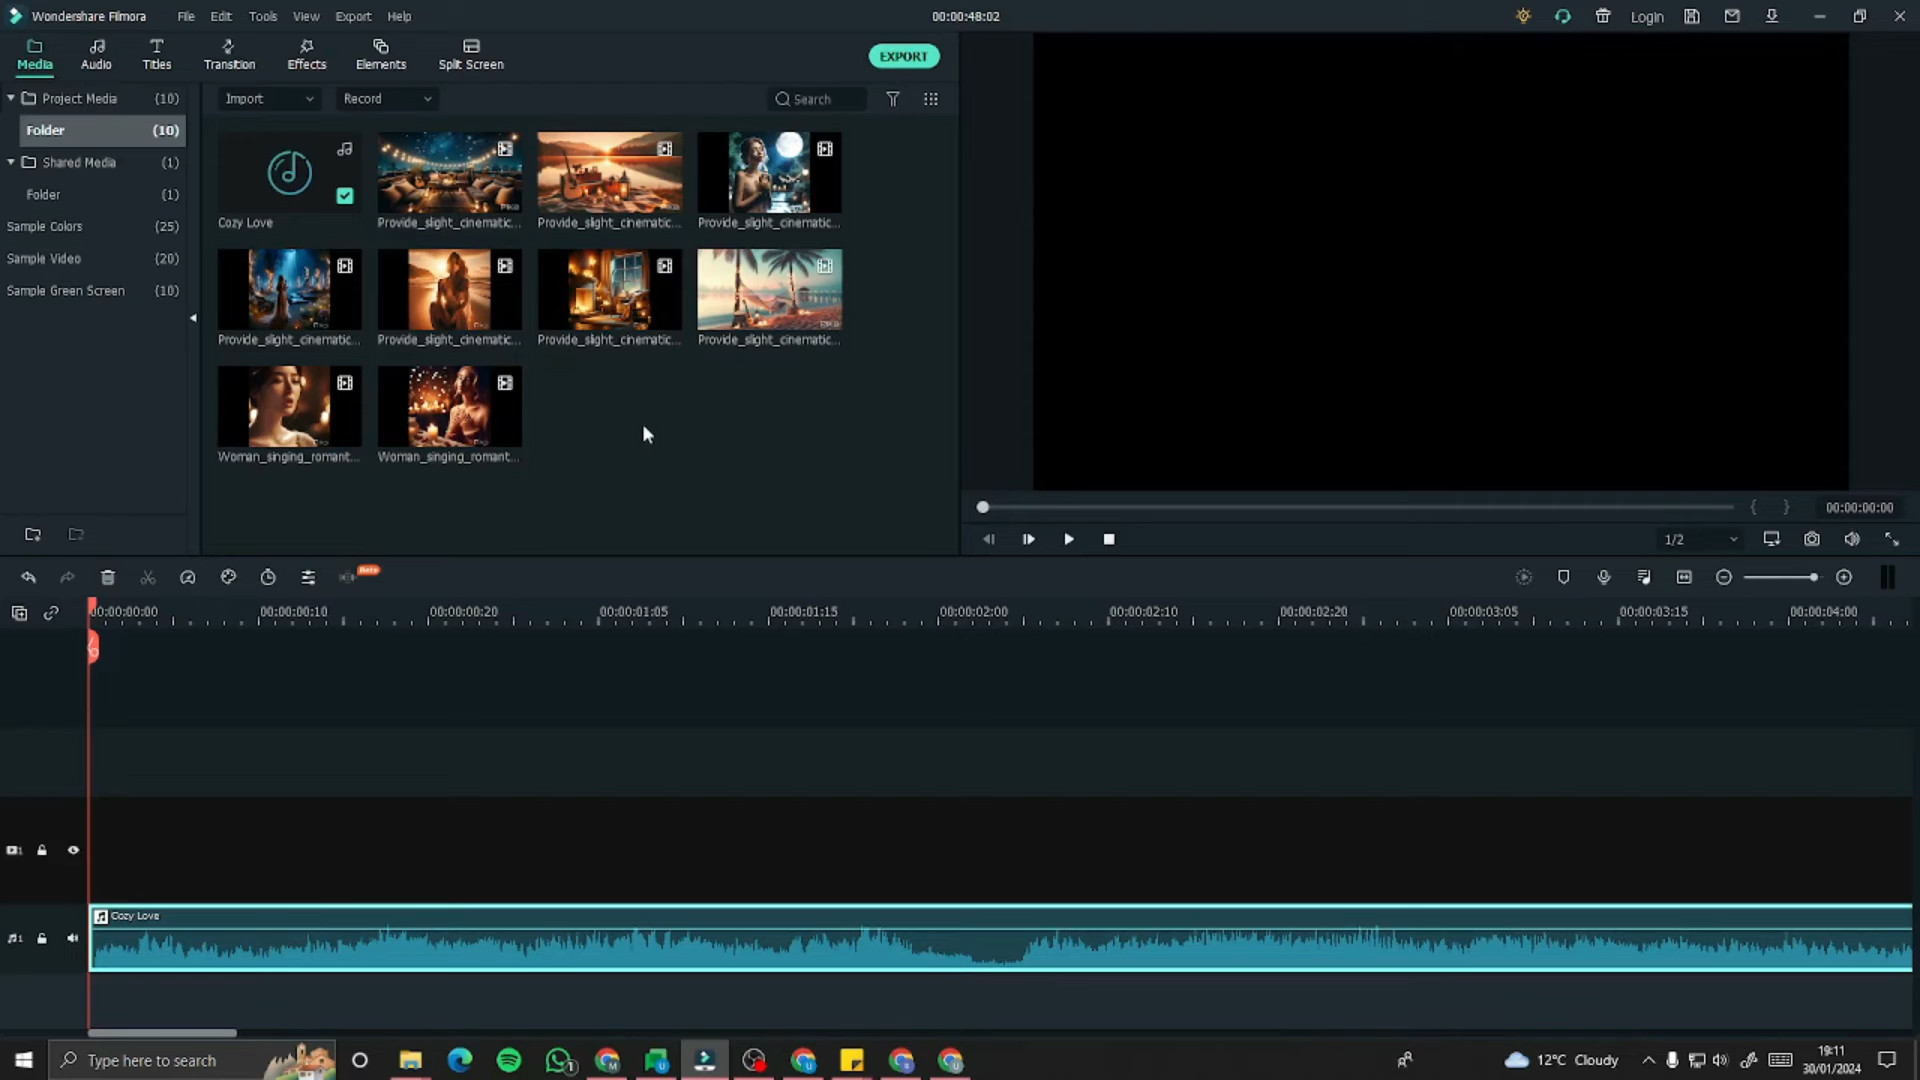 Wondershare Filmora File Edit Tools View Export Help 00:00:48:02 Login
Media Audio Titles Transition Effects Elements Split Screen EXPORT
Project Media (10) Import Record Search
Folder (10)
Shared Media (1)
Folder (1)
Sample Colors (25)
Sample Video (20)
Sample Green Screen (10)
Cozy Love Provide_slight_cinematic... Provide_slight_cinematic... Provide_slight_cinematic...
Provide_slight_cinematic... Provide_slight_cinematic... Provide_slight_cinematic... Provide_slight_cinematic...
Woman_singing_romant... Woman_singing_romant...
{ } 00:00:00:00
1/2
Beta
00:00:00:00 00:00:00:10 00:00:00:20 00:00:01:05 00:00:01:15 00:00:02:00 00:00:02:10 00:00:02:20 00:00:03:05 00:00:03:15 00:00:04:00
1
Cozy Love
1
Type here to search 12°C Cloudy 19:11
30/01/2024